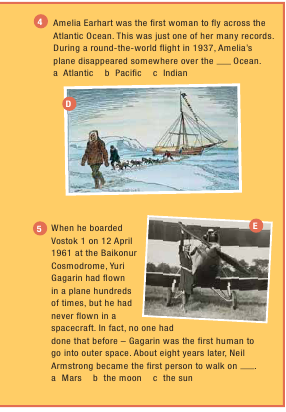 4 Amelia Earhart was the first woman to fly across the
Atlantic Ocean. This was just one of her many records.
During a round-the-world flight in 1937, Amelia's
plane disappeared somewhere over the ___ Ocean.
a Atlantic b Pacific c Indian
D
5 When he boarded
Vostok 1 on 12 April
1961 at the Baikonur
Cosmodrome, Yuri
Gagarin had flown
in a plane hundreds
of times, but he had
never flown in a
spacecraft. In fact, no one had
done that before – Gagarin was the first human to
go into outer space. About eight years later, Neil
Armstrong became the first person to walk on ___.
a Mars b the moon c the sun
E